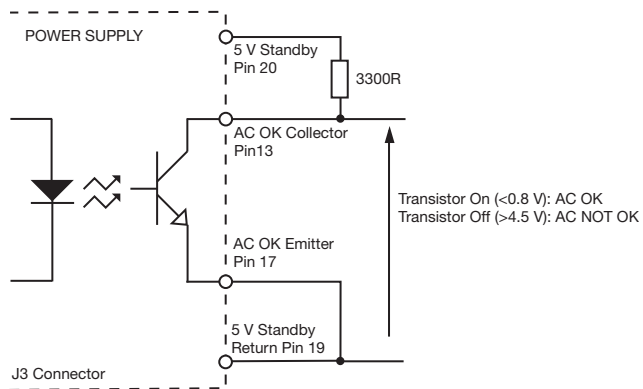 POWER SUPPLY
5 V Standby
Pin 20
3300R
AC OK Collector
Pin13
Transistor On (<0.8 V): AC OK
Transistor Off (>4.5 V): AC NOT OK
AC OK Emitter
Pin 17
5 V Standby
Return Pin 19
J3 Connector